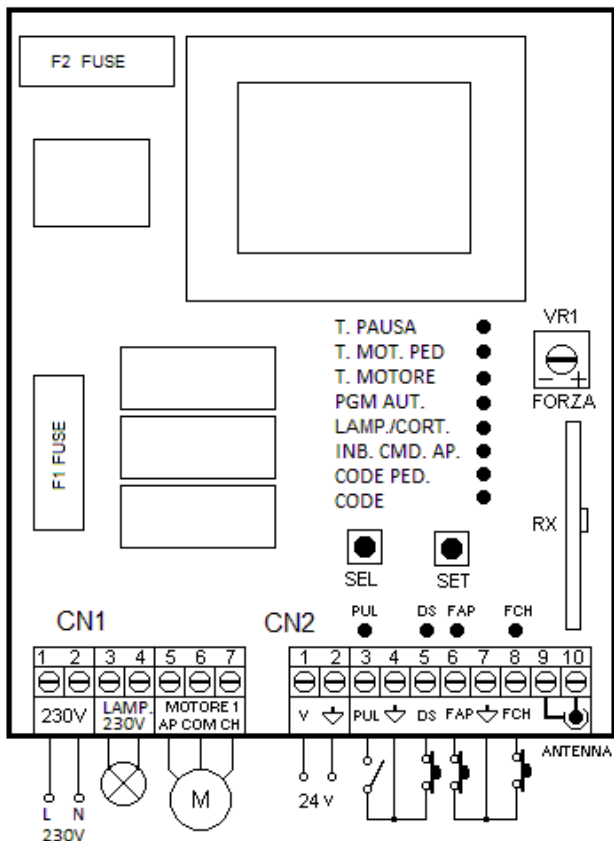 F2 FUSE
T. PAUSA
T. MOT. PED
T. MOTORE
PGM AUT.
LAMP./CORT.
INB. CMD. AP.
CODE PED.
CODE
VR1
- +
FORZA
F1 FUSE
RX
SEL
SET
CN1
CN2
PUL DS FAP FCH
1 2 3 4 5 6 7
1 2 3 4 5 6 7 8 9 10
230V
LAMP.
230V
MOTORE 1
AP COM CH
V PUL DS FAP FCH
ANTENNA
L N
230V
M
24 V